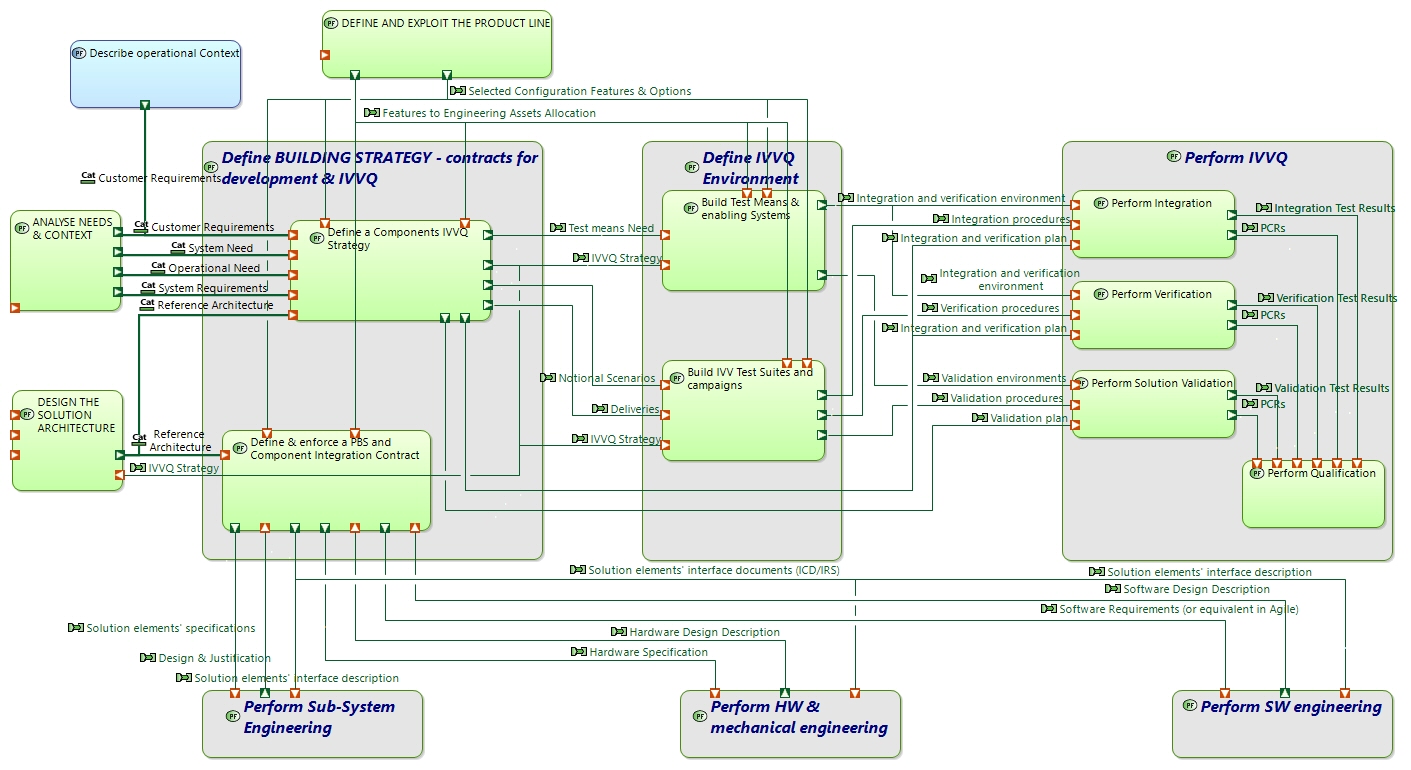 DEFINE AND EXPLOIT THE PRODUCT LINE
Describe operational Context
Selected Configuration Features & Options
Features to Engineering Assets Allocation
Define BUILDING STRATEGY - contracts for
development & IVVQ
Define IVVQ
Environment
Perform IVVQ
Cat Customer Requirements
ANALYSE NEEDS
& CONTEXT
Cat Customer Requirements
Cat System Need
Cat Operational Need
Cat System Requirements
Cat Reference Architecture
Define a Components IVVQ
Strategy
Test means Need
IVVQ Strategy
Build Test Means &
enabling Systems
Integration and verification environment
Integration procedures
Integration and verification plan
Perform Integration
Integration Test Results
PCRs
Integration and verification
environment
Verification procedures
Integration and verification plan
Perform Verification
Verification Test Results
PCRs
Notional Scenarios
Deliveries
IVVQ Strategy
Build IVV Test Suites and
campaigns
Validation environments
Validation procedures
Validation plan
Perform Solution Validation
Validation Test Results
PCRs
Perform Qualification
DESIGN THE
SOLUTION
ARCHITECTURE
Cat Reference
Architecture
IVVQ Strategy
Define & enforce a PBS and
Component Integration Contract
Solution elements' interface documents (ICD/IRS)
Solution elements' interface description
Software Design Description
Software Requirements (or equivalent in Agile)
Solution elements' specifications
Hardware Design Description
Hardware Specification
Design & Justification
Solution elements' interface description
Perform Sub-System
Engineering
Perform HW &
mechanical engineering
Perform SW engineering